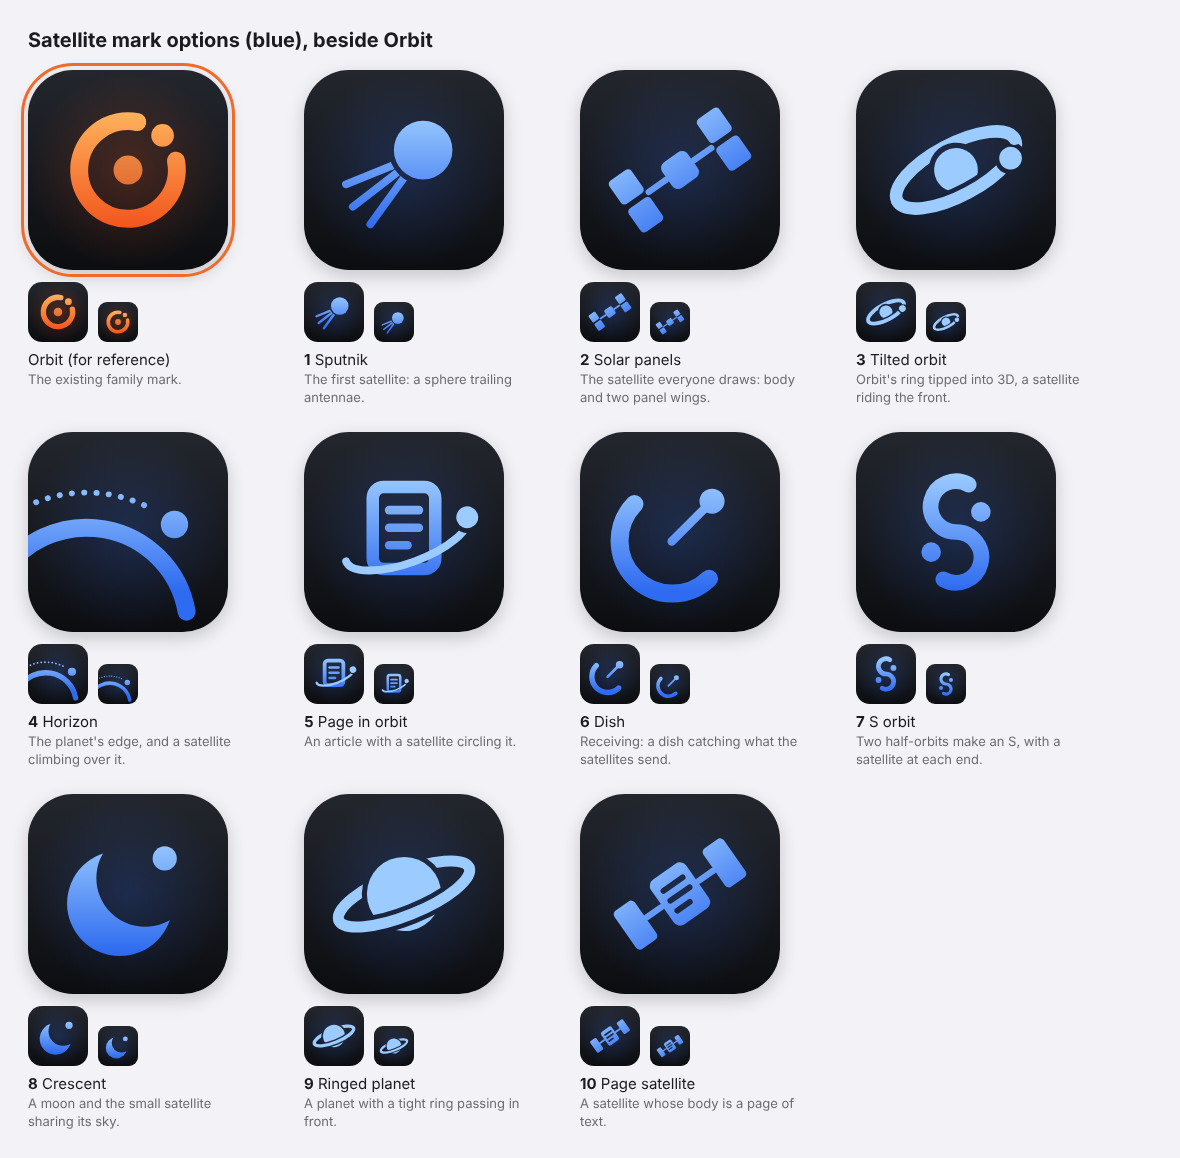 Satellite mark options (blue), beside Orbit
Orbit (for reference)
The existing family mark.
1 Sputnik
The first satellite: a sphere trailing
antennae.
2 Solar panels
The satellite everyone draws: body
and two panel wings.
3 Tilted orbit
Orbit's ring tipped into 3D, a satellite
riding the front.
4 Horizon
The planet's edge, and a satellite
climbing over it.
5 Page in orbit
An article with a satellite circling it.
6 Dish
Receiving: a dish catching what the
satellites send.
7 S orbit
Two half-orbits make an S, with a
satellite at each end.
8 Crescent
A moon and the small satellite
sharing its sky.
9 Ringed planet
A planet with a tight ring passing in
front.
10 Page satellite
A satellite whose body is a page of
text.